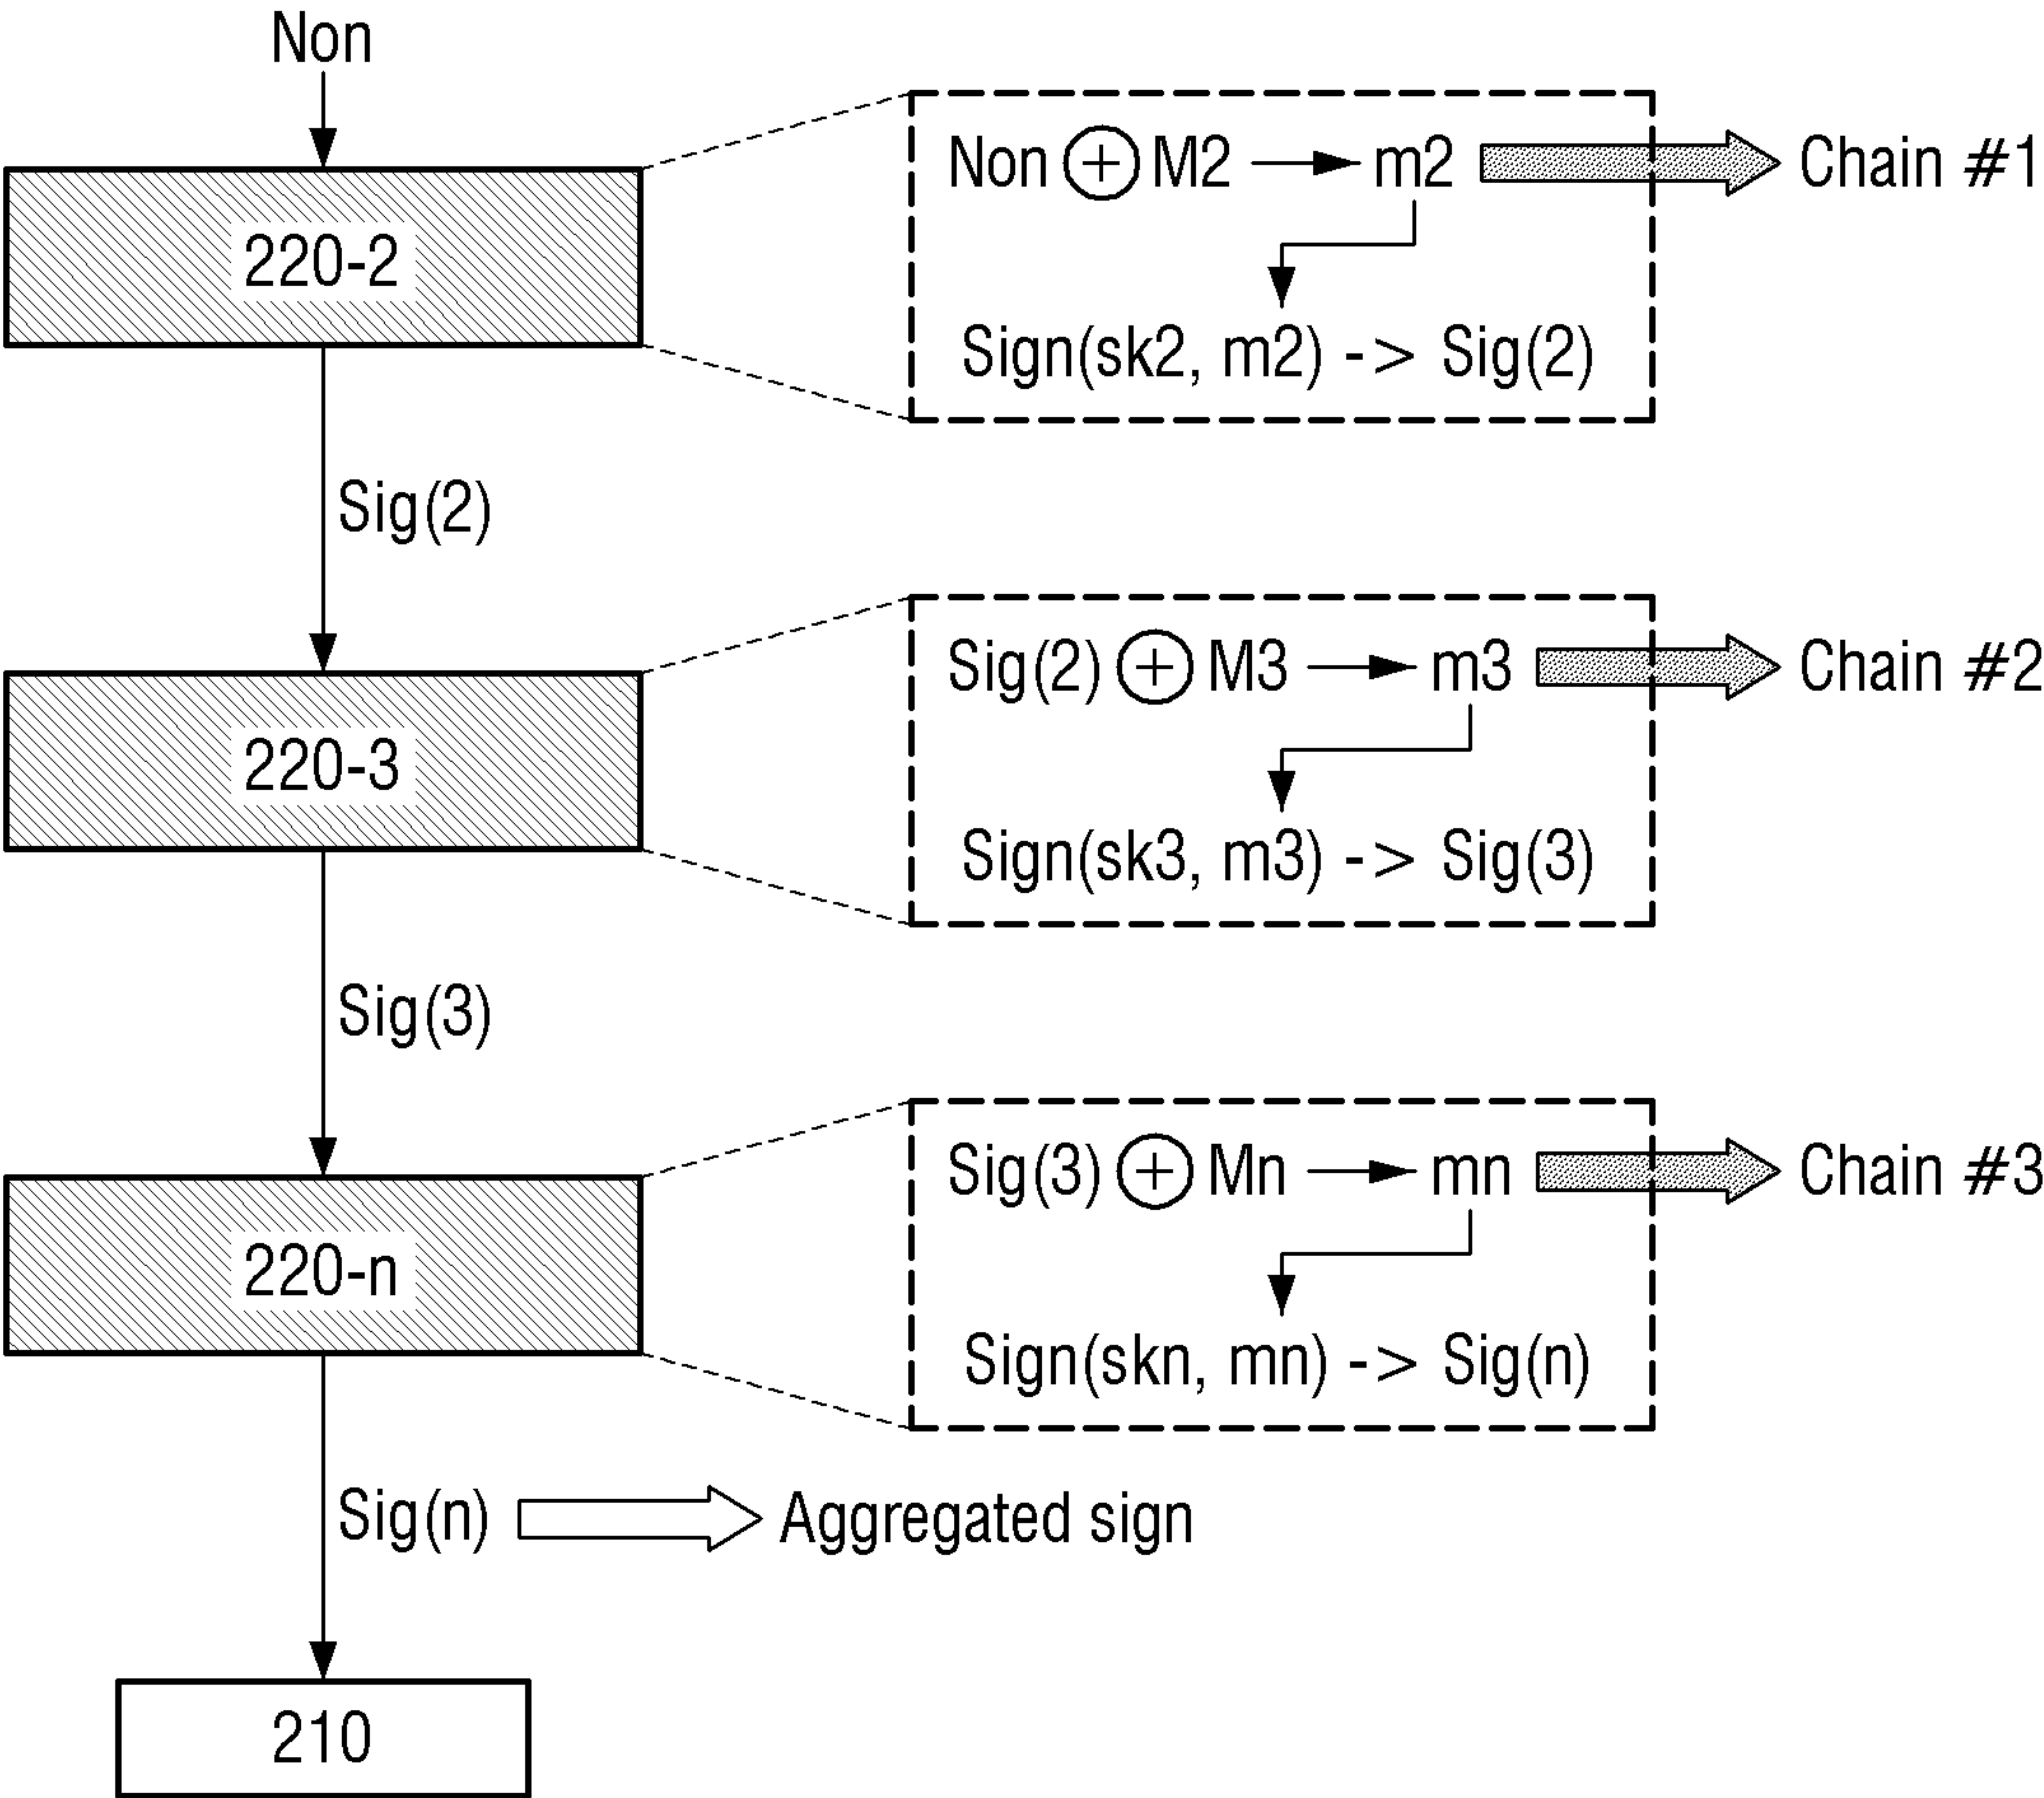 Non
220-2
Non ⊕ M2 → m2
Chain #1
Sign(sk2, m2) - > Sig(2)
Sig(2)
220-3
Sig(2) ⊕ M3 → m3
Chain #2
Sign(sk3, m3) - > Sig(3)
Sig(3)
220-n
Sig(3) ⊕ Mn → mn
Chain #3
Sign(skn, mn) - > Sig(n)
Sig(n)
Aggregated sign
210